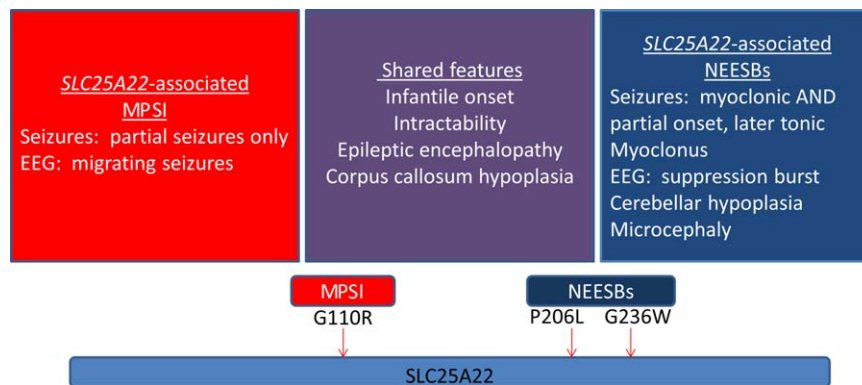 SLC25A22-associated
MPSI
Seizures: partial seizures only
EEG: migrating seizures
Shared features
Infantile onset
Intractability
Epileptic encephalopathy
Corpus callosum hypoplasia
SLC25A22-associated
NEESBs
Seizures: myoclonic AND
partial onset, later tonic
Myoclonus
EEG: suppression burst
Cerebellar hypoplasia
Microcephaly
MPSI
G110R
NEESBs
P206L G236W
SLC25A22